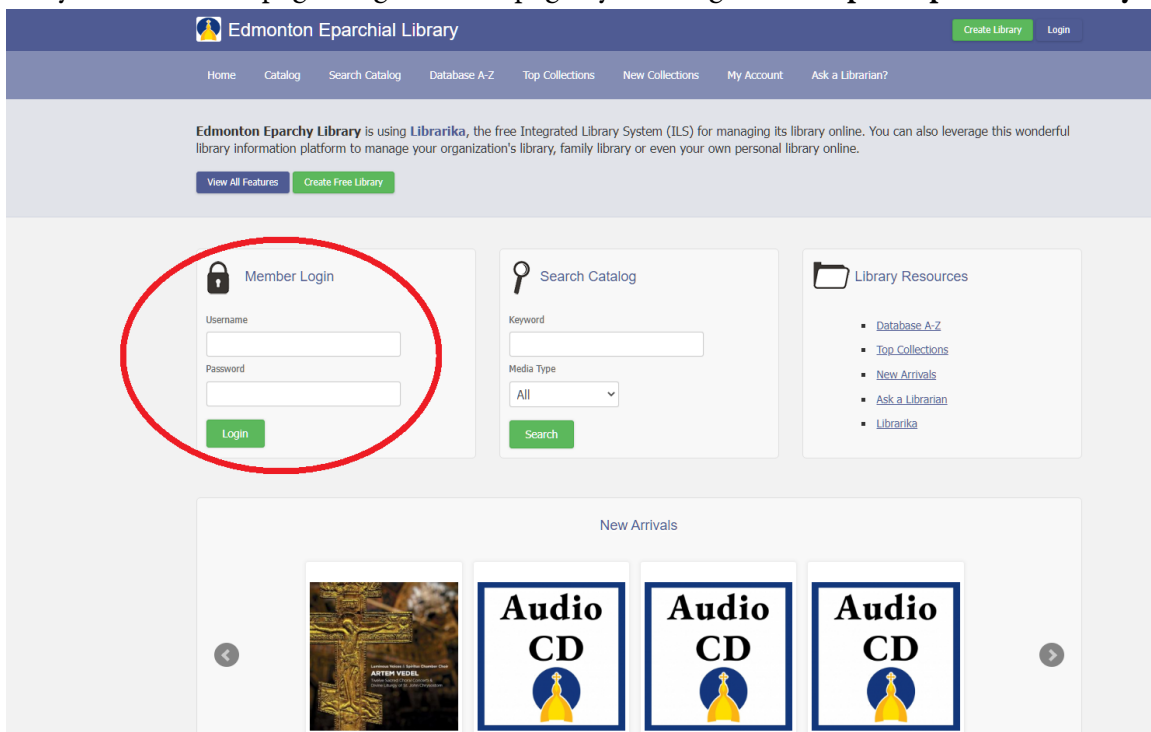 Edmonton Eparchial Library
Create Library Login
Home Catalog Search Catalog Database A-Z Top Collections New Collections My Account Ask a Librarian?
Edmonton Eparchy Library is using Librarika, the free Integrated Library System (ILS) for managing its library online. You can also leverage this wonderful
library information platform to manage your organization's library, family library or even your own personal library online.
View All Features Create Free Library
Member Login
Username
Password
Login
Search Catalog
Keyword
Media Type
All
Search
Library Resources
Database A-Z
Top Collections
New Arrivals
Ask a Librarian
Librarika
New Arrivals
ARTEM VEDEL
Audio
CD
Audio
CD
Audio
CD